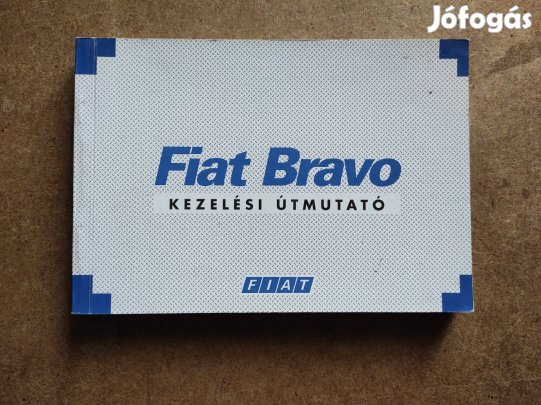 Jófogás
Fiat Bravo
KEZELÉSI ÚTMUTATÓ
FIAT